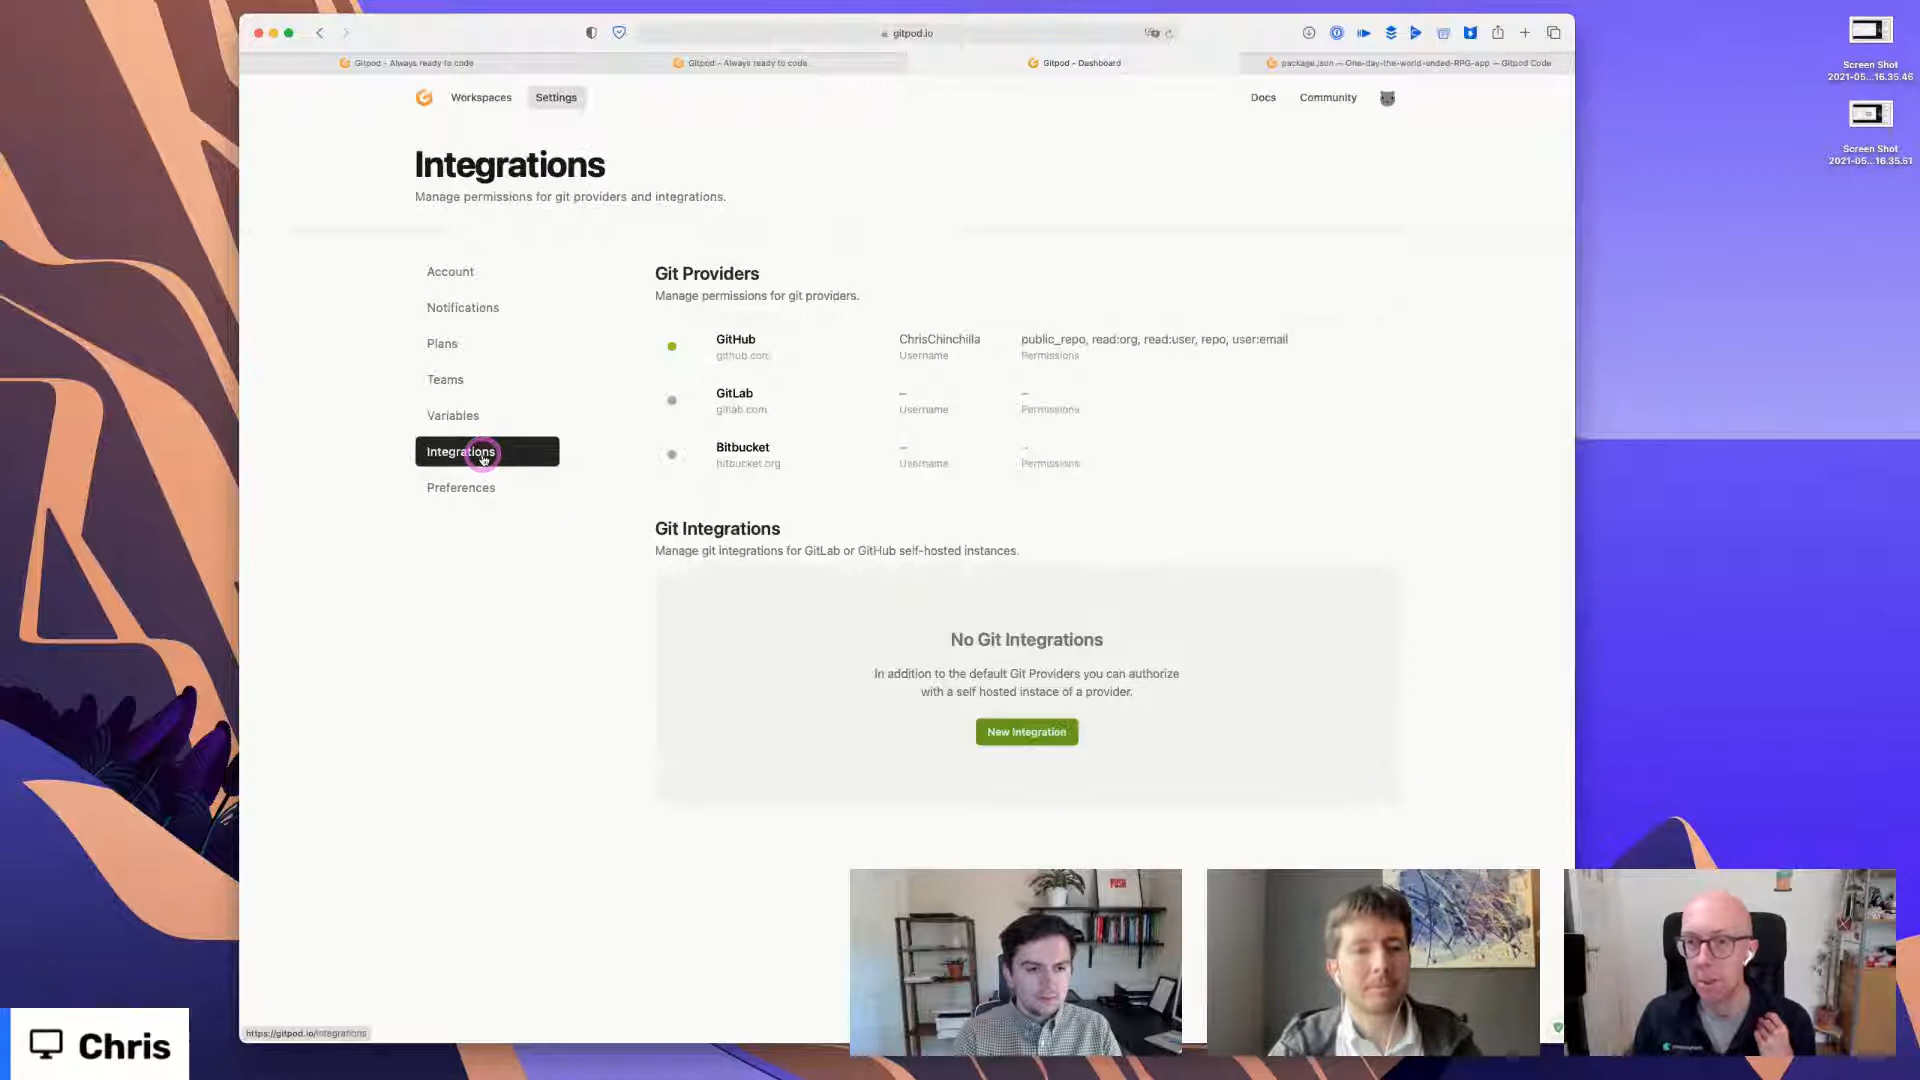 gitpod.io
Gitpod - Always ready to code
Gitpod - Always ready to code
Gitpod - Dashboard
package.json — One-day-the-world-ended-RPG-app — Gitpod Code
Screen Shot
2021-05...16.35.46
Screen Shot
2021-05...16.35.51
Workspaces
Settings
Docs
Community
Integrations
Manage permissions for git providers and integrations.
Account
Notifications
Plans
Teams
Variables
Integrations
Preferences
Git Providers
Manage permissions for git providers.
GitHub
github.com
ChrisChinchilla
Username
public_repo, read:org, read:user, repo, user:email
Permissions
GitLab
gitlab.com
–
Username
–
Permissions
Bitbucket
bitbucket.org
–
Username
–
Permissions
Git Integrations
Manage git integrations for GitLab or GitHub self-hosted instances.
No Git Integrations
In addition to the default Git Providers you can authorize
with a self hosted instace of a provider.
New Integration
PUSH
https://gitpod.io/integrations
Chris